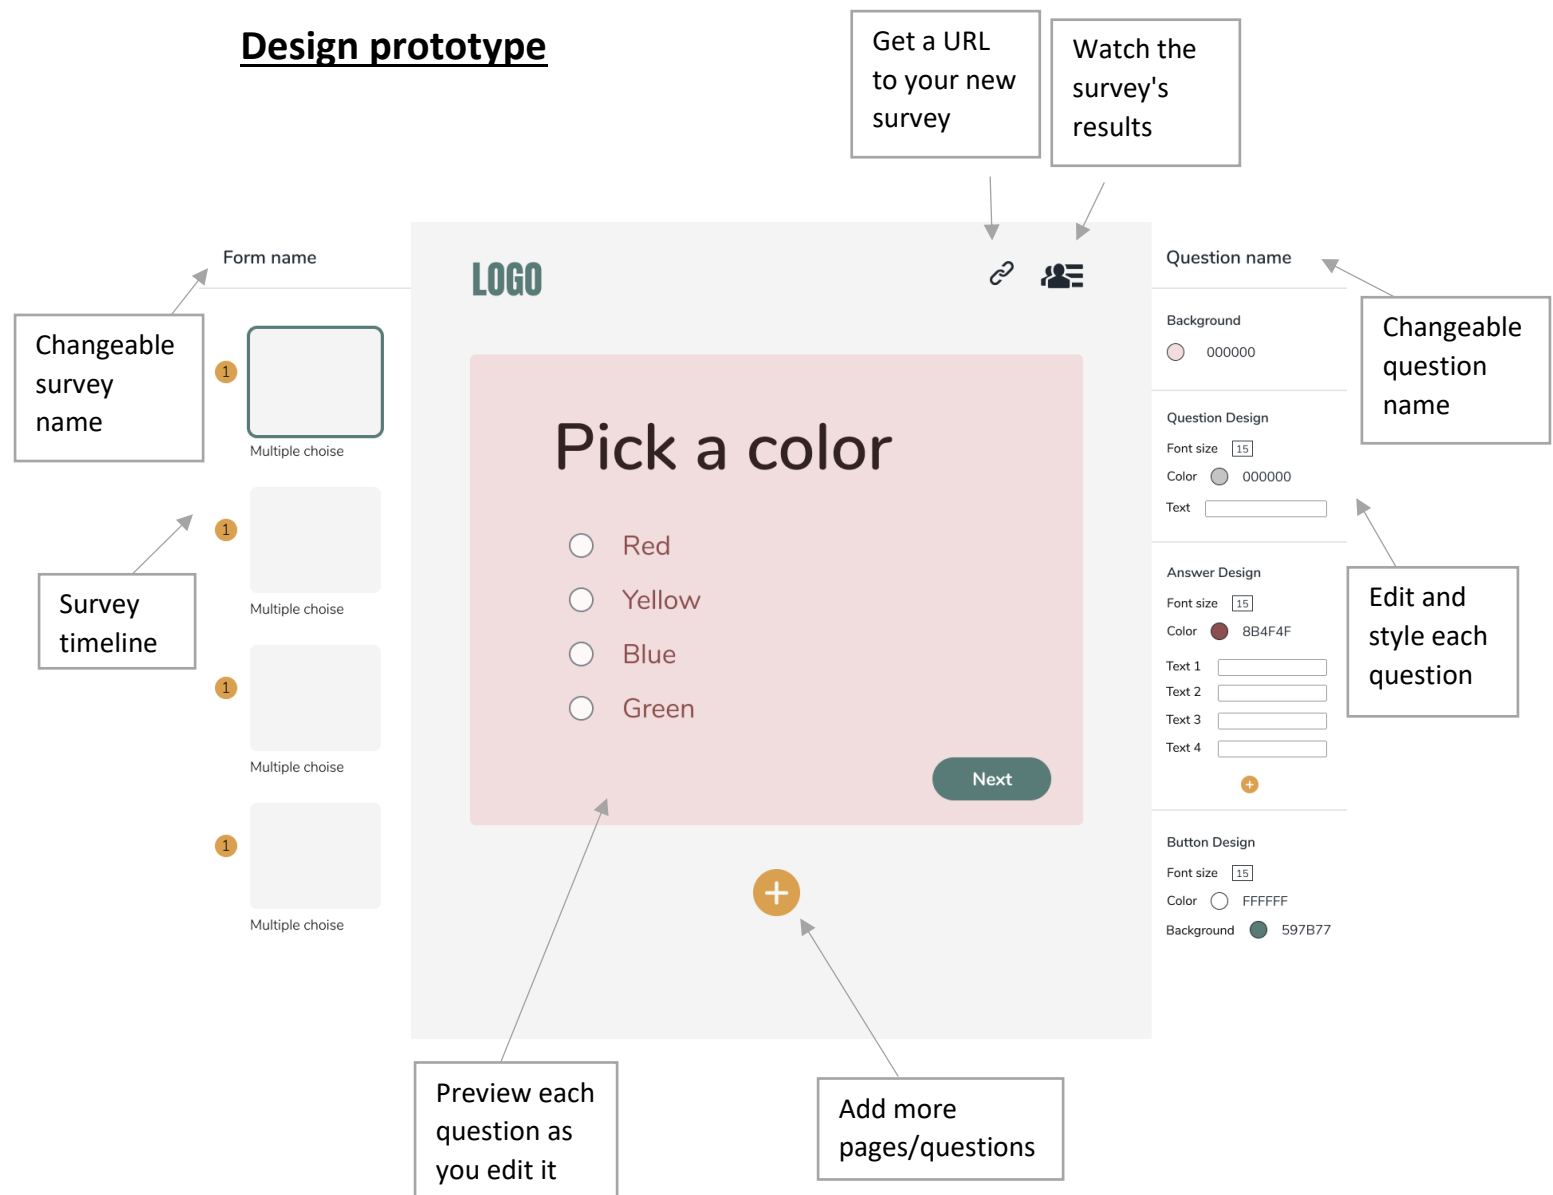 Design prototype
Get a URL
to your new
survey
Watch the
survey's
results
Form name
Changeable
survey
name
1
Multiple choise
1
Multiple choise
Survey
timeline
1
Multiple choise
1
Multiple choise
LOGO
Pick a color
Red
Yellow
Blue
Green
Next
Preview each
question as
you edit it
Add more
pages/questions
Question name
Background
000000
Question Design
Font size 15
Color 000000
Text
Answer Design
Font size 15
Color 8B4F4F
Text 1
Text 2
Text 3
Text 4
Button Design
Font size 15
Color FFFFFF
Background 597B77
Changeable
question
name
Edit and
style each
question